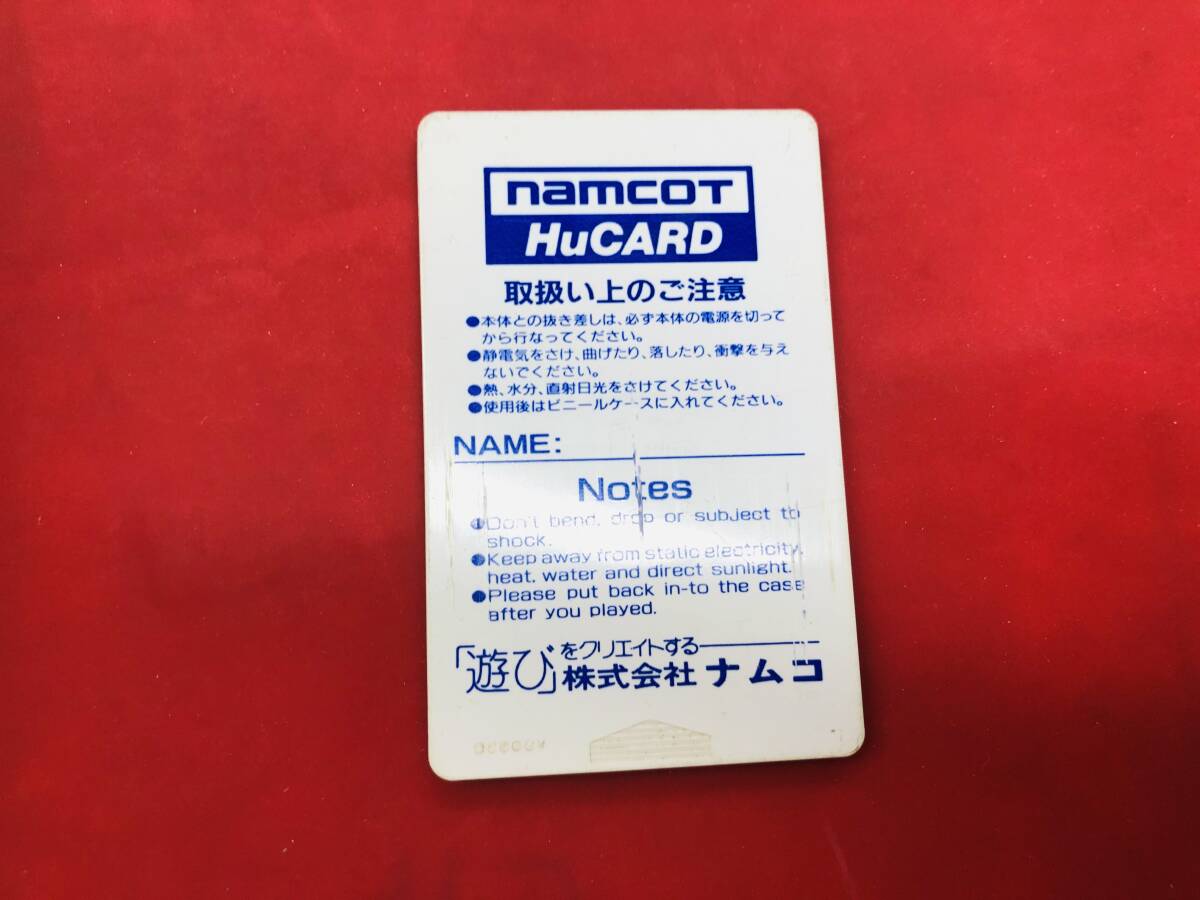 namcoT
HuCARD
取扱い上のご注意
●本体との抜き差しは、必ず本体の電源を切って
から行なってください。
●静電気をさけ、曲げたり、落したり、衝撃を与え
ないでください。
●熱、水分、直射日光をさけてください。
●使用後はビニールケースに入れてください。
NAME:
Notes
●Don't bend, drop or subject to
shock.
●Keep away from static electricity,
heat, water and direct sunlight.
●Please put back in-to the case
after you played.
「遊び」をクリエイトする
株式会社ナムコ